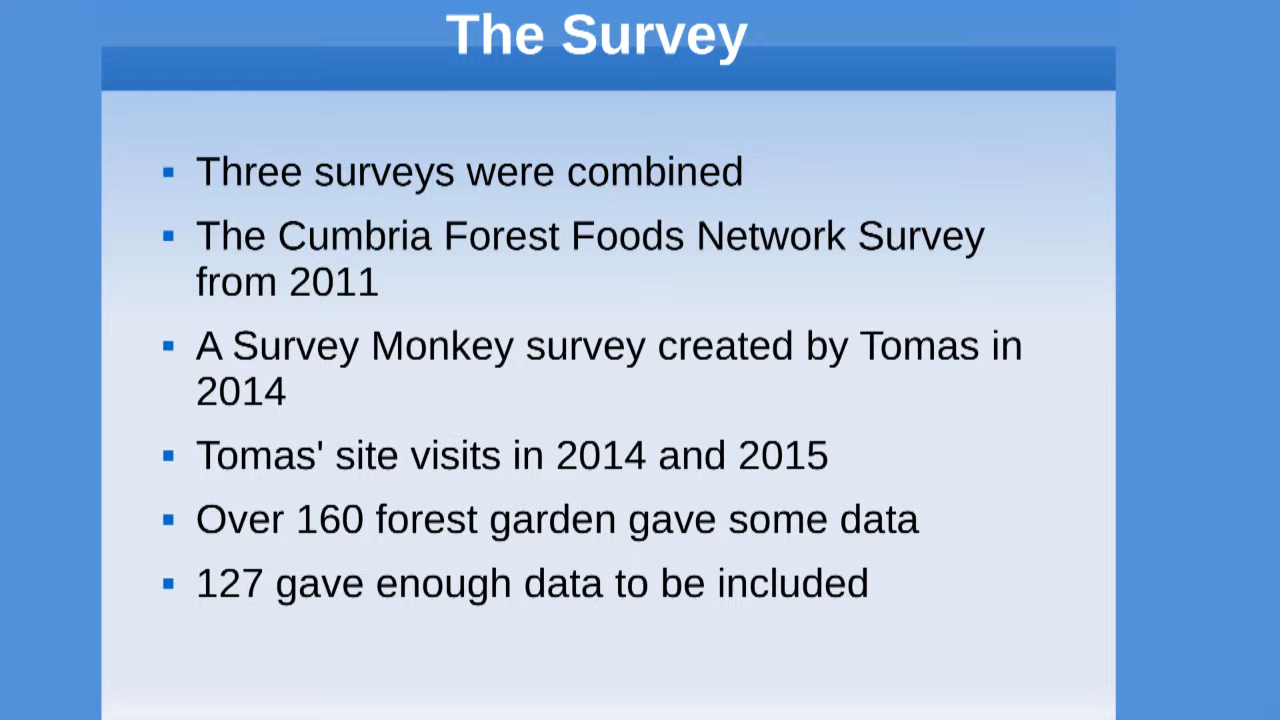 The Survey
Three surveys were combined
The Cumbria Forest Foods Network Survey
from 2011
A Survey Monkey survey created by Tomas in
2014
Tomas' site visits in 2014 and 2015
Over 160 forest garden gave some data
127 gave enough data to be included